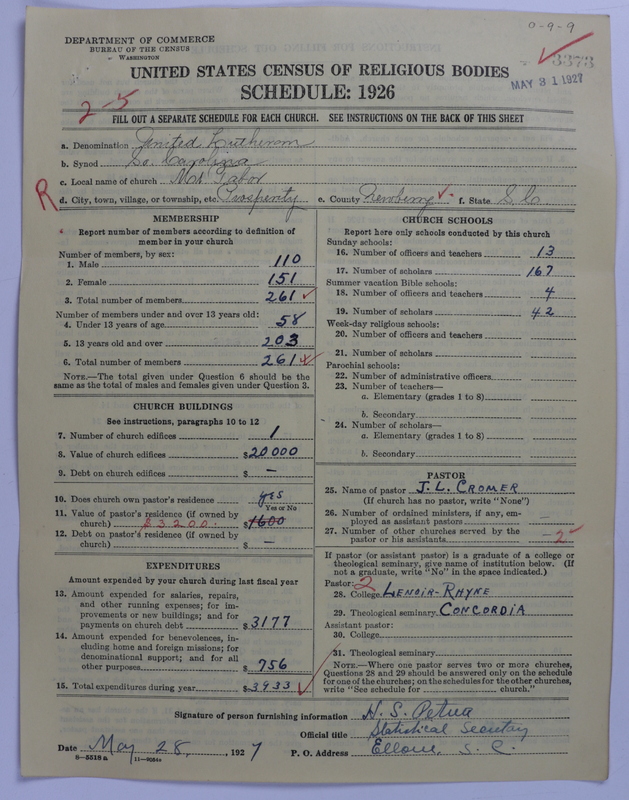 0-9-9
DEPARTMENT OF COMMERCE
BUREAU OF THE CENSUS
WASHINGTON
3373
MAY 31 1927
UNITED STATES CENSUS OF RELIGIOUS BODIES
SCHEDULE: 1926
2-5
FILL OUT A SEPARATE SCHEDULE FOR EACH CHURCH. SEE INSTRUCTIONS ON THE BACK OF THIS SHEET
a. Denomination United Lutheran
b. Synod So Carolina
c. Local name of church Mt Tabor
R d. City, town, village, or township, etc. Prosperity e. County Newberry f. State S.C.
MEMBERSHIP
Report number of members according to definition of
member in your church
Number of members, by sex:
1. Male 110
2. Female 151
3. Total number of members 261
Number of members under and over 13 years old:
4. Under 13 years of age 58
5. 13 years old and over 203
6. Total number of members 261
NOTE.—The total given under Question 6 should be the
same as the total of males and females given under Question 3.
CHURCH BUILDINGS
See instructions, paragraphs 10 to 12
7. Number of church edifices 1
8. Value of church edifices $20000
9. Debt on church edifices $ —
10. Does church own pastor's residence yes
Yes or No
11. Value of pastor's residence (if owned by
church) $3200. $1600
12. Debt on pastor's residence (if owned by
church) $ —
EXPENDITURES
Amount expended by your church during last fiscal year
13. Amount expended for salaries, repairs,
and other running expenses; for im-
provements or new buildings; and for
payments on church debt $3177
14. Amount expended for benevolences, in-
cluding home and foreign missions; for
denominational support; and for all
other purposes $756
15. Total expenditures during year $3933
CHURCH SCHOOLS
Report here only schools conducted by this church
Sunday schools:
16. Number of officers and teachers 13
17. Number of scholars 167
Summer vacation Bible schools:
18. Number of officers and teachers 4
19. Number of scholars 42
Week-day religious schools:
20. Number of officers and teachers
21. Number of scholars
Parochial schools:
22. Number of administrative officers
23. Number of teachers—
a. Elementary (grades 1 to 8)
b. Secondary
24. Number of scholars—
a. Elementary (grades 1 to 8)
b. Secondary
PASTOR
25. Name of pastor J. L. CROMER
(If church has no pastor, write "None")
26. Number of ordained ministers, if any, em-
ployed as assistant pastors —
27. Number of other churches served by the
pastor or his assistants —2
If pastor (or assistant pastor) is a graduate of a college or
theological seminary, give name of institution below. (If
not a graduate, write "No" in the space indicated.)
Pastor: 2
28. College LENOIR-RHYNE
29. Theological seminary CONCORDIA
Assistant pastor:
30. College
31. Theological seminary
NOTE.—Where one pastor serves two or more churches,
Questions 28 and 29 should be answered only on the schedule
for one of the churches; on the schedules for the other churches,
write "See schedule for church."
Signature of person furnishing information H. S. Petrea
Official title Statistical Secretary
Date May 28, 1927 P. O. Address Elloree, S. C.
8-5518a 11-9084a